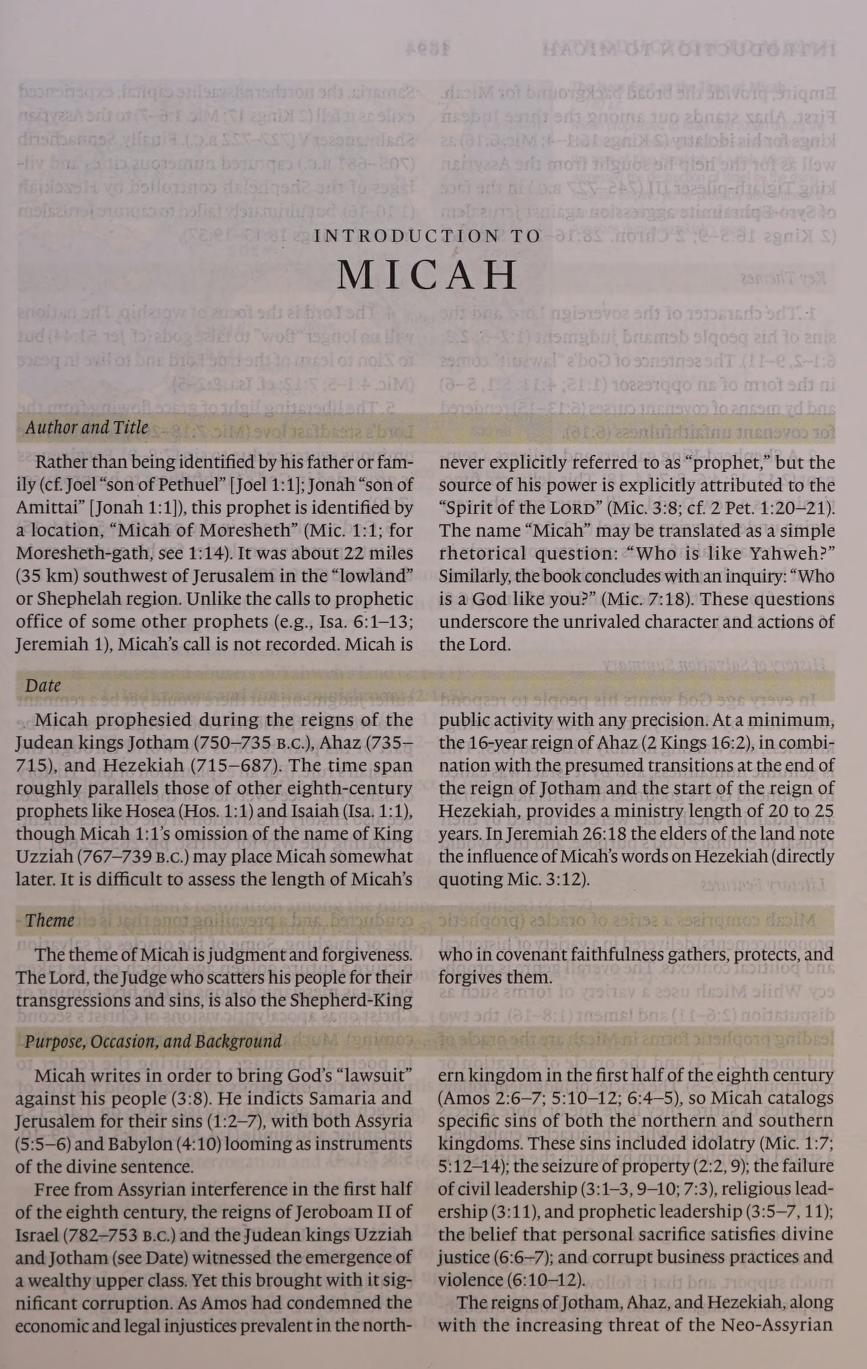 INTRODUCTION TO
MICAH
Author and Title
Rather than being identified by his father or fam-
ily (cf. Joel “son of Pethuel” [Joel 1:1]; Jonah “son of
Amittai” [Jonah 1:1]), this prophet is identified by
a location, “Micah of Moresheth” (Mic. 1:1; for
Moresheth-gath, see 1:14). It was about 22 miles
(35 km) southwest of Jerusalem in the “lowland”
or Shephelah region. Unlike the calls to prophetic
office of some other prophets (e.g., Isa. 6:1–13;
Jeremiah 1), Micah’s call is not recorded. Micah is
never explicitly referred to as “prophet,” but the
source of his power is explicitly attributed to the
“Spirit of the LORD” (Mic. 3:8; cf. 2 Pet. 1:20–21).
The name “Micah” may be translated as a simple
rhetorical question: “Who is like Yahweh?”
Similarly, the book concludes with an inquiry: “Who
is a God like you?” (Mic. 7:18). These questions
underscore the unrivaled character and actions of
the Lord.
Date
Micah prophesied during the reigns of the
Judean kings Jotham (750–735 B.C.), Ahaz (735–
715), and Hezekiah (715–687). The time span
roughly parallels those of other eighth-century
prophets like Hosea (Hos. 1:1) and Isaiah (Isa. 1:1),
though Micah 1:1’s omission of the name of King
Uzziah (767–739 B.C.) may place Micah somewhat
later. It is difficult to assess the length of Micah’s
public activity with any precision. At a minimum,
the 16-year reign of Ahaz (2 Kings 16:2), in combi-
nation with the presumed transitions at the end of
the reign of Jotham and the start of the reign of
Hezekiah, provides a ministry length of 20 to 25
years. In Jeremiah 26:18 the elders of the land note
the influence of Micah’s words on Hezekiah (directly
quoting Mic. 3:12).
Theme
The theme of Micah is judgment and forgiveness.
The Lord, the Judge who scatters his people for their
transgressions and sins, is also the Shepherd-King
who in covenant faithfulness gathers, protects, and
forgives them.
Purpose, Occasion, and Background
Micah writes in order to bring God’s “lawsuit”
against his people (3:8). He indicts Samaria and
Jerusalem for their sins (1:2–7), with both Assyria
(5:5–6) and Babylon (4:10) looming as instruments
of the divine sentence.
Free from Assyrian interference in the first half
of the eighth century, the reigns of Jeroboam II of
Israel (782–753 B.C.) and the Judean kings Uzziah
and Jotham (see Date) witnessed the emergence of
a wealthy upper class. Yet this brought with it sig-
nificant corruption. As Amos had condemned the
economic and legal injustices prevalent in the north-
ern kingdom in the first half of the eighth century
(Amos 2:6–7; 5:10–12; 6:4–5), so Micah catalogs
specific sins of both the northern and southern
kingdoms. These sins included idolatry (Mic. 1:7;
5:12–14); the seizure of property (2:2, 9); the failure
of civil leadership (3:1–3, 9–10; 7:3), religious lead-
ership (3:11), and prophetic leadership (3:5–7, 11);
the belief that personal sacrifice satisfies divine
justice (6:6–7); and corrupt business practices and
violence (6:10–12).
The reigns of Jotham, Ahaz, and Hezekiah, along
with the increasing threat of the Neo-Assyrian